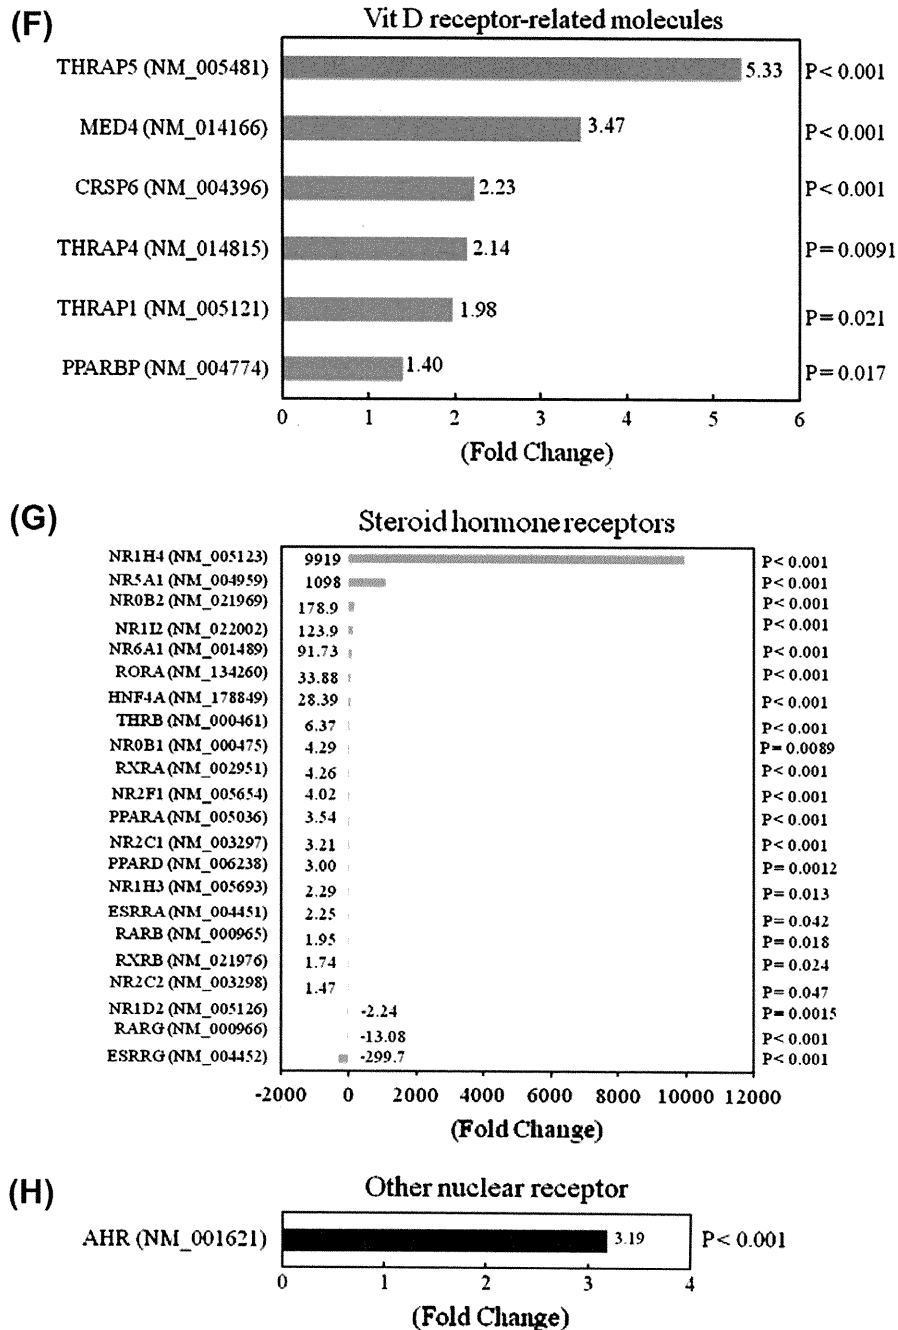 (F)
Vit D receptor-related molecules
THRAP5 (NM_005481) 5.33 P< 0.001
MED4 (NM_014166) 3.47 P< 0.001
CRSP6 (NM_004396) 2.23 P< 0.001
THRAP4 (NM_014815) 2.14 P= 0.0091
THRAP1 (NM_005121) 1.98 P= 0.021
PPARBP (NM_004774) 1.40 P= 0.017
0 1 2 3 4 5 6
(Fold Change)
(G)
Steroid hormone receptors
NR1H4 (NM_005123) 9919 P< 0.001
NR5A1 (NM_004959) 1098 P< 0.001
NR0B2 (NM_021969) 178.9 P< 0.001
NR1I2 (NM_022002) 123.9 P< 0.001
NR6A1 (NM_001489) 91.73 P< 0.001
RORA (NM_134260) 33.88 P< 0.001
HNF4A (NM_178849) 28.39 P< 0.001
THRB (NM_000461) 6.37 P< 0.001
NR0B1 (NM_000475) 4.29 P= 0.0089
RXRA (NM_002951) 4.26 P< 0.001
NR2F1 (NM_005654) 4.02 P< 0.001
PPARA (NM_005036) 3.54 P< 0.001
NR2C1 (NM_003297) 3.21 P< 0.001
PPARD (NM_006238) 3.00 P= 0.0012
NR1H3 (NM_005693) 2.29 P= 0.013
ESRRA (NM_004451) 2.25 P= 0.042
RARB (NM_000965) 1.95 P= 0.018
RXRB (NM_021976) 1.74 P= 0.024
NR2C2 (NM_003298) 1.47 P= 0.047
NR1D2 (NM_005126) -2.24 P= 0.0015
RARG (NM_000966) -13.08 P< 0.001
ESRRG (NM_004452) -299.7 P< 0.001
-2000 0 2000 4000 6000 8000 10000 12000
(Fold Change)
(H)
Other nuclear receptor
AHR (NM_001621) 3.19 P< 0.001
0 1 2 3 4
(Fold Change)